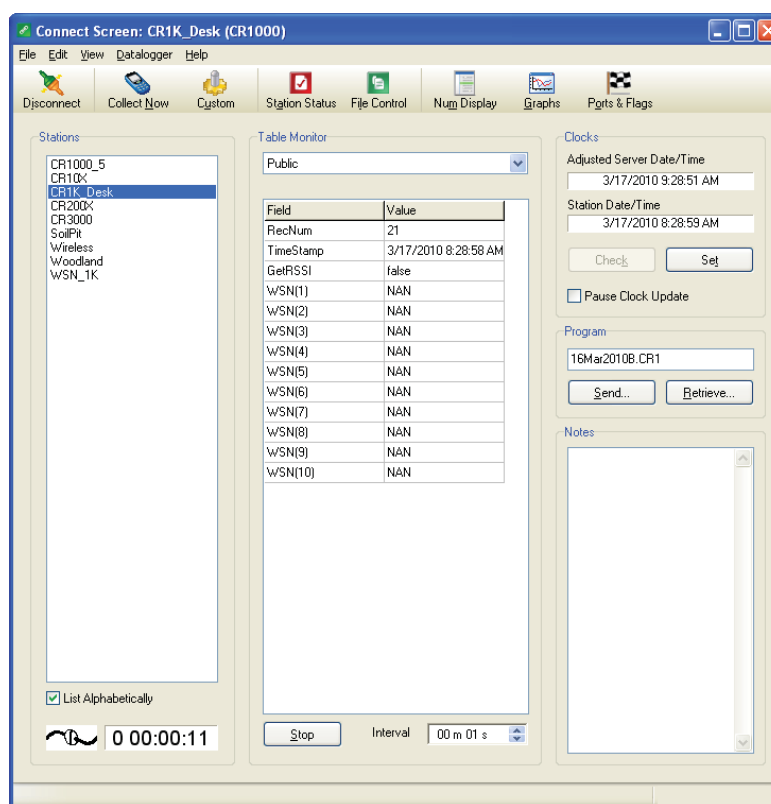 Connect Screen: CR1K_Desk (CR1000)
File Edit View Datalogger Help
Disconnect Collect Now Custom Station Status File Control Num Display Graphs Ports & Flags
Stations
CR1000_5
CR10X
CR1K_Desk
CR200X
CR3000
SoilPit
Wireless
Woodland
WSN_1K
List Alphabetically
0 00:00:11
Table Monitor
Public
Field Value
RecNum 21
TimeStamp 3/17/2010 8:28:58 AM
GetRSSI false
WSN(1) NAN
WSN(2) NAN
WSN(3) NAN
WSN(4) NAN
WSN(5) NAN
WSN(6) NAN
WSN(7) NAN
WSN(8) NAN
WSN(9) NAN
WSN(10) NAN
Stop Interval 00 m 01 s
Clocks
Adjusted Server Date/Time
3/17/2010 9:28:51 AM
Station Date/Time
3/17/2010 8:28:59 AM
Check Set
Pause Clock Update
Program
16Mar2010B.CR1
Send... Retrieve...
Notes